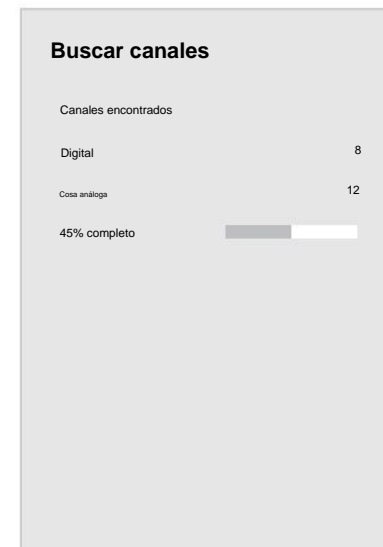 Buscar canales
Canales encontrados
Digital 8
Cosa análoga 12
45% completo